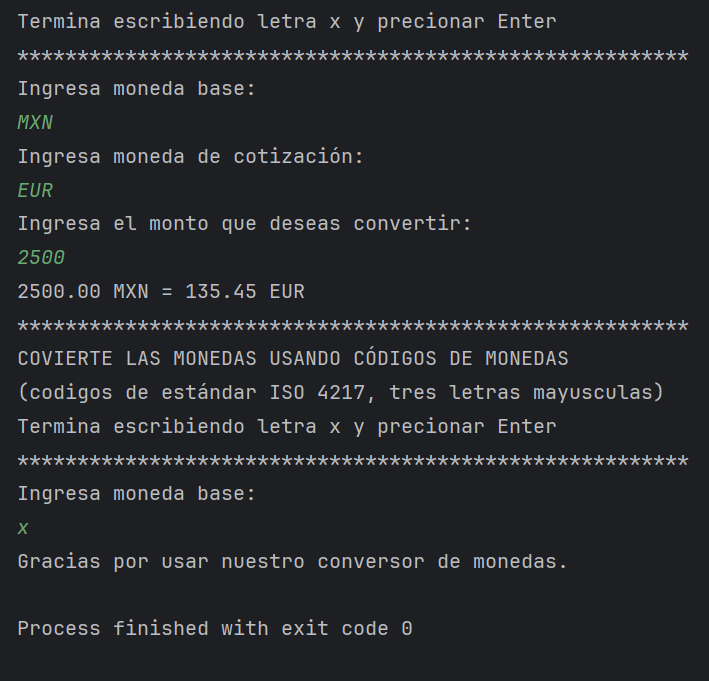 Termina escribiendo letra x y precionar Enter
**********************************************************
Ingresa moneda base:
MXN
Ingresa moneda de cotización:
EUR
Ingresa el monto que deseas convertir:
2500
2500.00 MXN = 135.45 EUR
**********************************************************
COVIERTE LAS MONEDAS USANDO CÓDIGOS DE MONEDAS
(codigos de estándar ISO 4217, tres letras mayusculas)
Termina escribiendo letra x y precionar Enter
**********************************************************
Ingresa moneda base:
x
Gracias por usar nuestro conversor de monedas.
Process finished with exit code 0